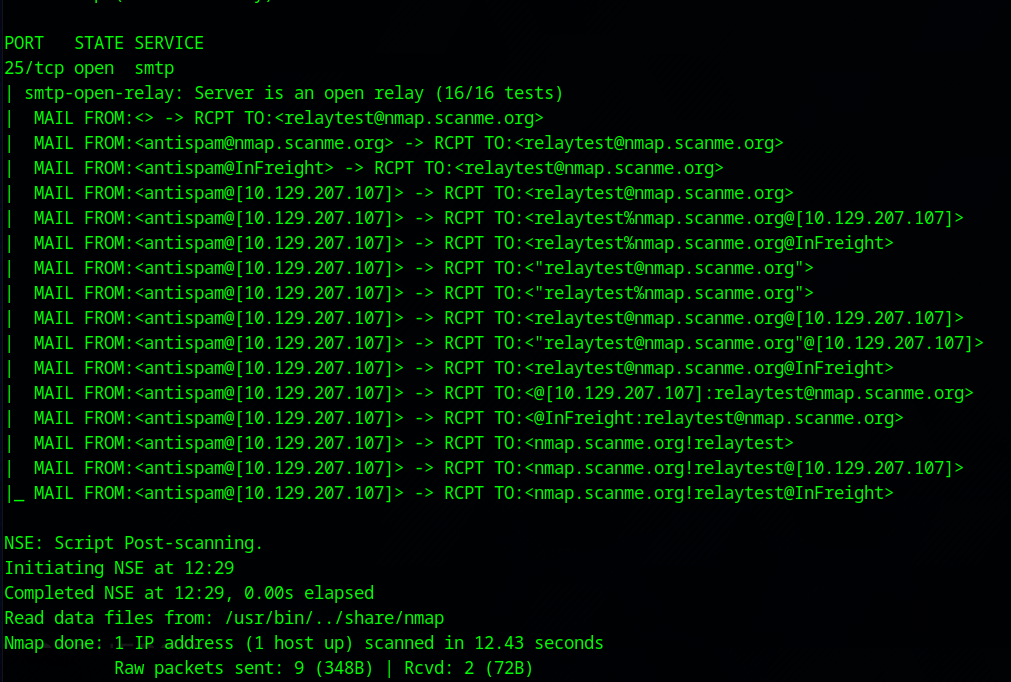 PORT   STATE SERVICE
25/tcp open  smtp
| smtp-open-relay: Server is an open relay (16/16 tests)
|  MAIL FROM:<> -> RCPT TO:<relaytest@nmap.scanme.org>
|  MAIL FROM:<antispam@nmap.scanme.org> -> RCPT TO:<relaytest@nmap.scanme.org>
|  MAIL FROM:<antispam@InFreight> -> RCPT TO:<relaytest@nmap.scanme.org>
|  MAIL FROM:<antispam@[10.129.207.107]> -> RCPT TO:<relaytest@nmap.scanme.org>
|  MAIL FROM:<antispam@[10.129.207.107]> -> RCPT TO:<relaytest%nmap.scanme.org@[10.129.207.107]>
|  MAIL FROM:<antispam@[10.129.207.107]> -> RCPT TO:<relaytest%nmap.scanme.org@InFreight>
|  MAIL FROM:<antispam@[10.129.207.107]> -> RCPT TO:<"relaytest@nmap.scanme.org">
|  MAIL FROM:<antispam@[10.129.207.107]> -> RCPT TO:<"relaytest%nmap.scanme.org">
|  MAIL FROM:<antispam@[10.129.207.107]> -> RCPT TO:<relaytest@nmap.scanme.org@[10.129.207.107]>
|  MAIL FROM:<antispam@[10.129.207.107]> -> RCPT TO:<"relaytest@nmap.scanme.org"@[10.129.207.107]>
|  MAIL FROM:<antispam@[10.129.207.107]> -> RCPT TO:<relaytest@nmap.scanme.org@InFreight>
|  MAIL FROM:<antispam@[10.129.207.107]> -> RCPT TO:<@[10.129.207.107]:relaytest@nmap.scanme.org>
|  MAIL FROM:<antispam@[10.129.207.107]> -> RCPT TO:<@InFreight:relaytest@nmap.scanme.org>
|  MAIL FROM:<antispam@[10.129.207.107]> -> RCPT TO:<nmap.scanme.org!relaytest>
|  MAIL FROM:<antispam@[10.129.207.107]> -> RCPT TO:<nmap.scanme.org!relaytest@[10.129.207.107]>
|_ MAIL FROM:<antispam@[10.129.207.107]> -> RCPT TO:<nmap.scanme.org!relaytest@InFreight>
NSE: Script Post-scanning.
Initiating NSE at 12:29
Completed NSE at 12:29, 0.00s elapsed
Read data files from: /usr/bin/../share/nmap
Nmap done: 1 IP address (1 host up) scanned in 12.43 seconds
           Raw packets sent: 9 (348B) | Rcvd: 2 (72B)